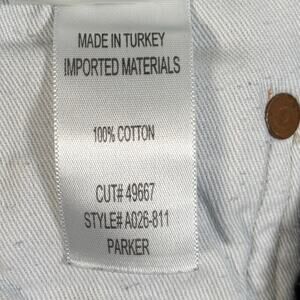 MADE IN TURKEY
IMPORTED MATERIALS
100% COTTON
CUT# 49667
STYLE# A026-811
PARKER